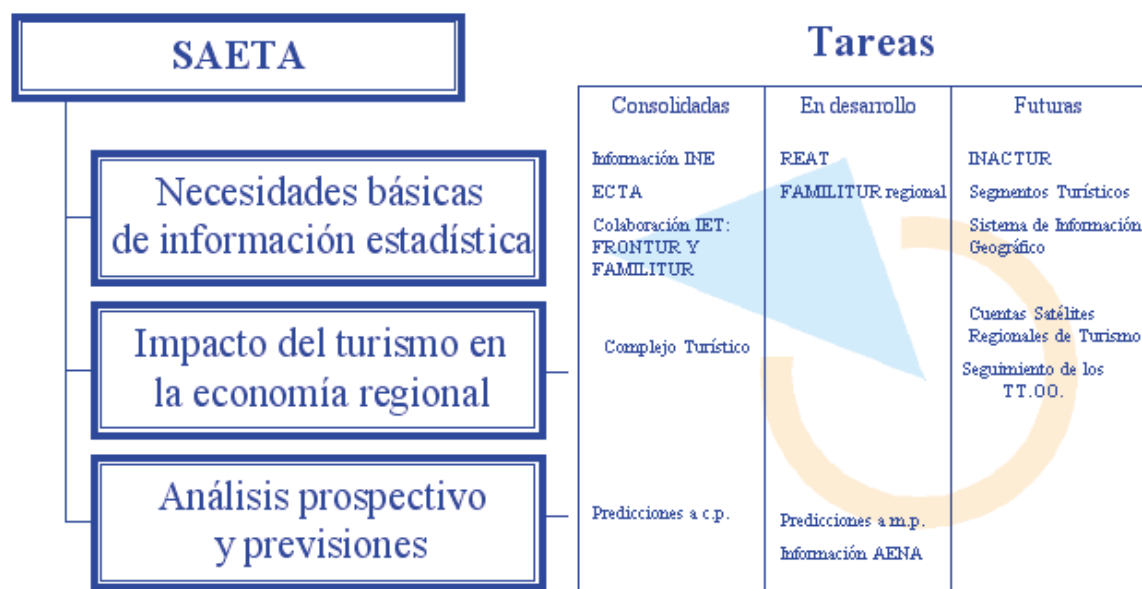 SAETA
Tareas
Consolidadas
En desarrollo
Futuras
Necesidades básicas
de información estadística
Información INE
ECTA
Colaboración IET:
FRONTUR Y
FAMILITUR
REAT
FAMILITUR regional
INACTUR
Segmentos Turísticos
Sistema de Información
Geográfico
Impacto del turismo en
la economía regional
Complejo Turístico
Cuentas Satélites
Regionales de Turismo
Seguimiento de los
TT.OO.
Análisis prospectivo
y previsiones
Predicciones a c.p.
Predicciones a m.p.
Información AENA